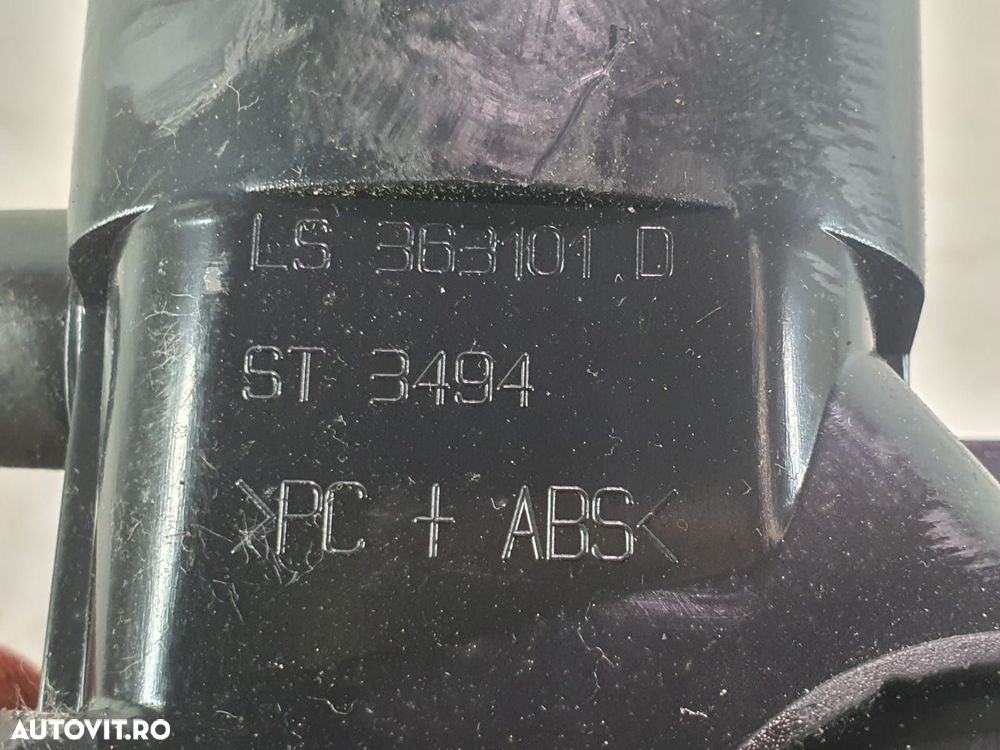 LS 363101 D
ST 3494
>PC + ABS<
AUTOVIT.RO